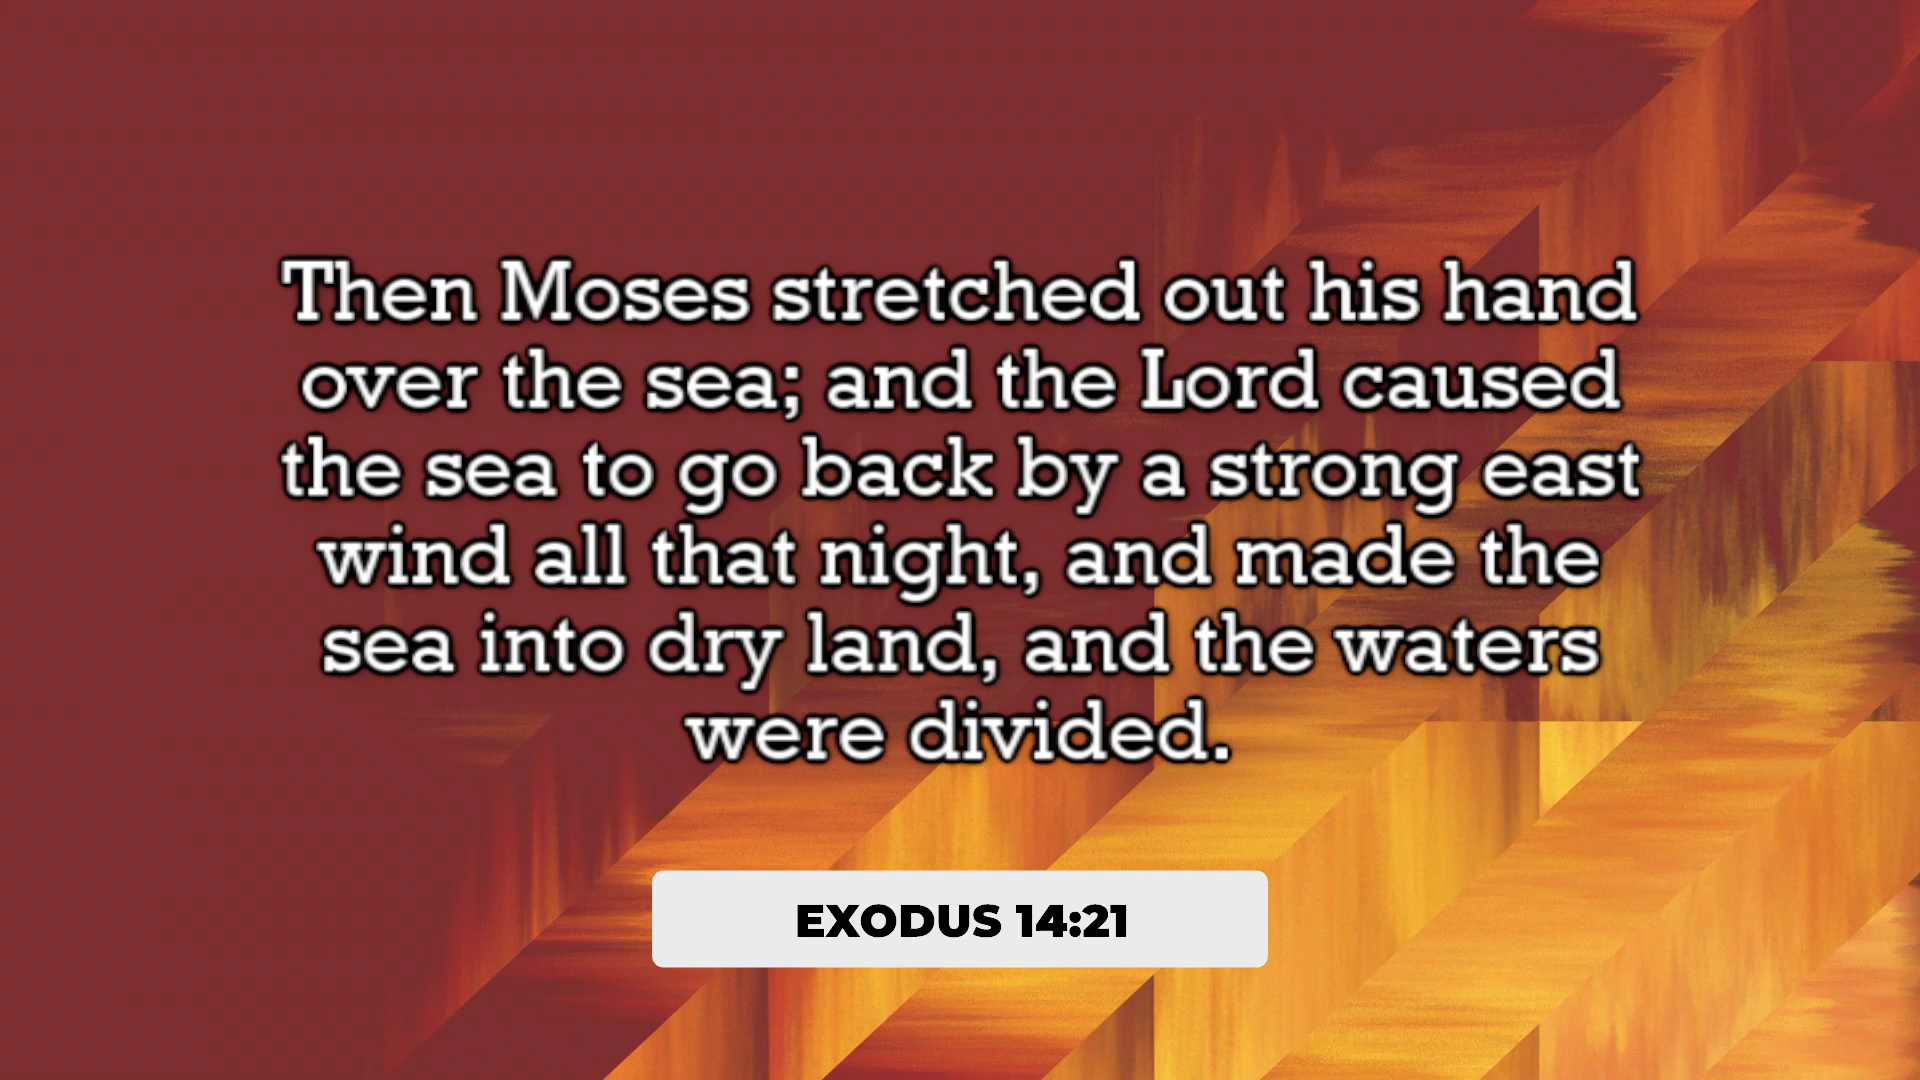 Then Moses stretched out his hand
over the sea; and the Lord caused
the sea to go back by a strong east
wind all that night, and made the
sea into dry land, and the waters
were divided.
EXODUS 14:21